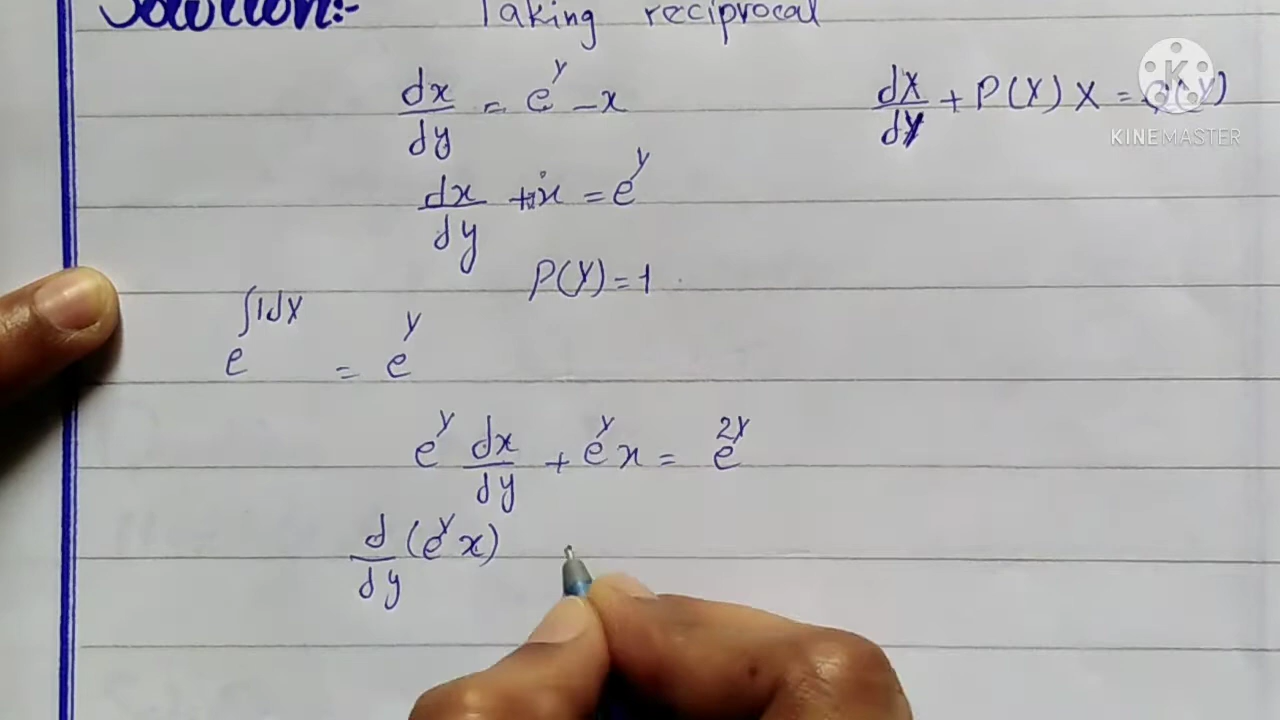 Solution:- Taking reciprocal
dx/dy = e^y - x
dx/dy + P(y) x = Q(y)
KINEMASTER
dx/dy + x = e^y
P(y) = 1
e^∫1dy = e^y
e^y dx/dy + e^y x = e^2y
d/dy (e^y x)